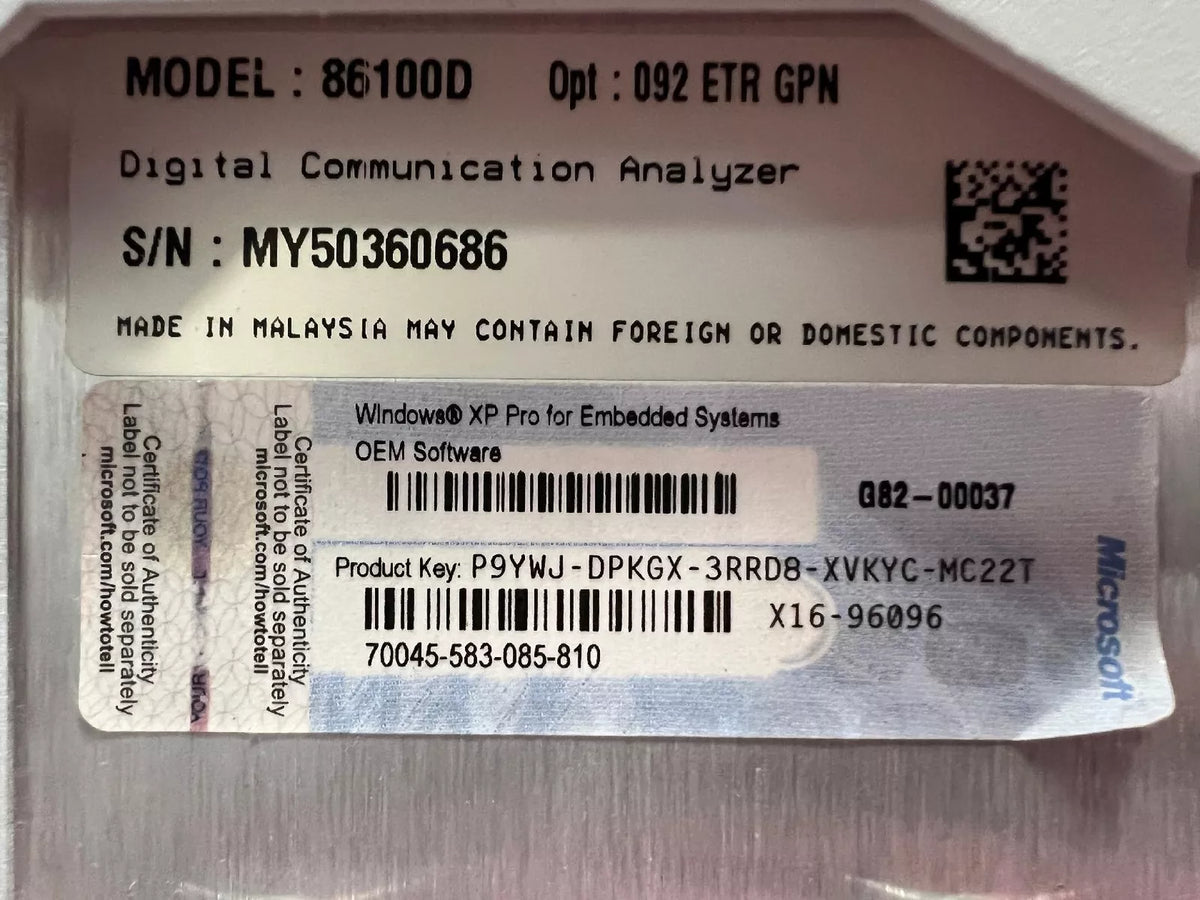 MODEL : 86100D Opt : 092 ETR GPN
Digital Communication Analyzer
S/N : MY50360686
MADE IN MALAYSIA MAY CONTAIN FOREIGN OR DOMESTIC COMPONENTS.
Certificate of Authenticity
Label not to be sold separately
microsoft.com/howtotell
Certificate of Authenticity
Label not to be sold separately
microsoft.com/howtotell
Windows® XP Pro for Embedded Systems
OEM Software
Q82-00037
Product Key: P9YWJ-DPKGX-3RRD8-XVKYC-MC22T
X16-96096
70045-583-085-810
Microsoft